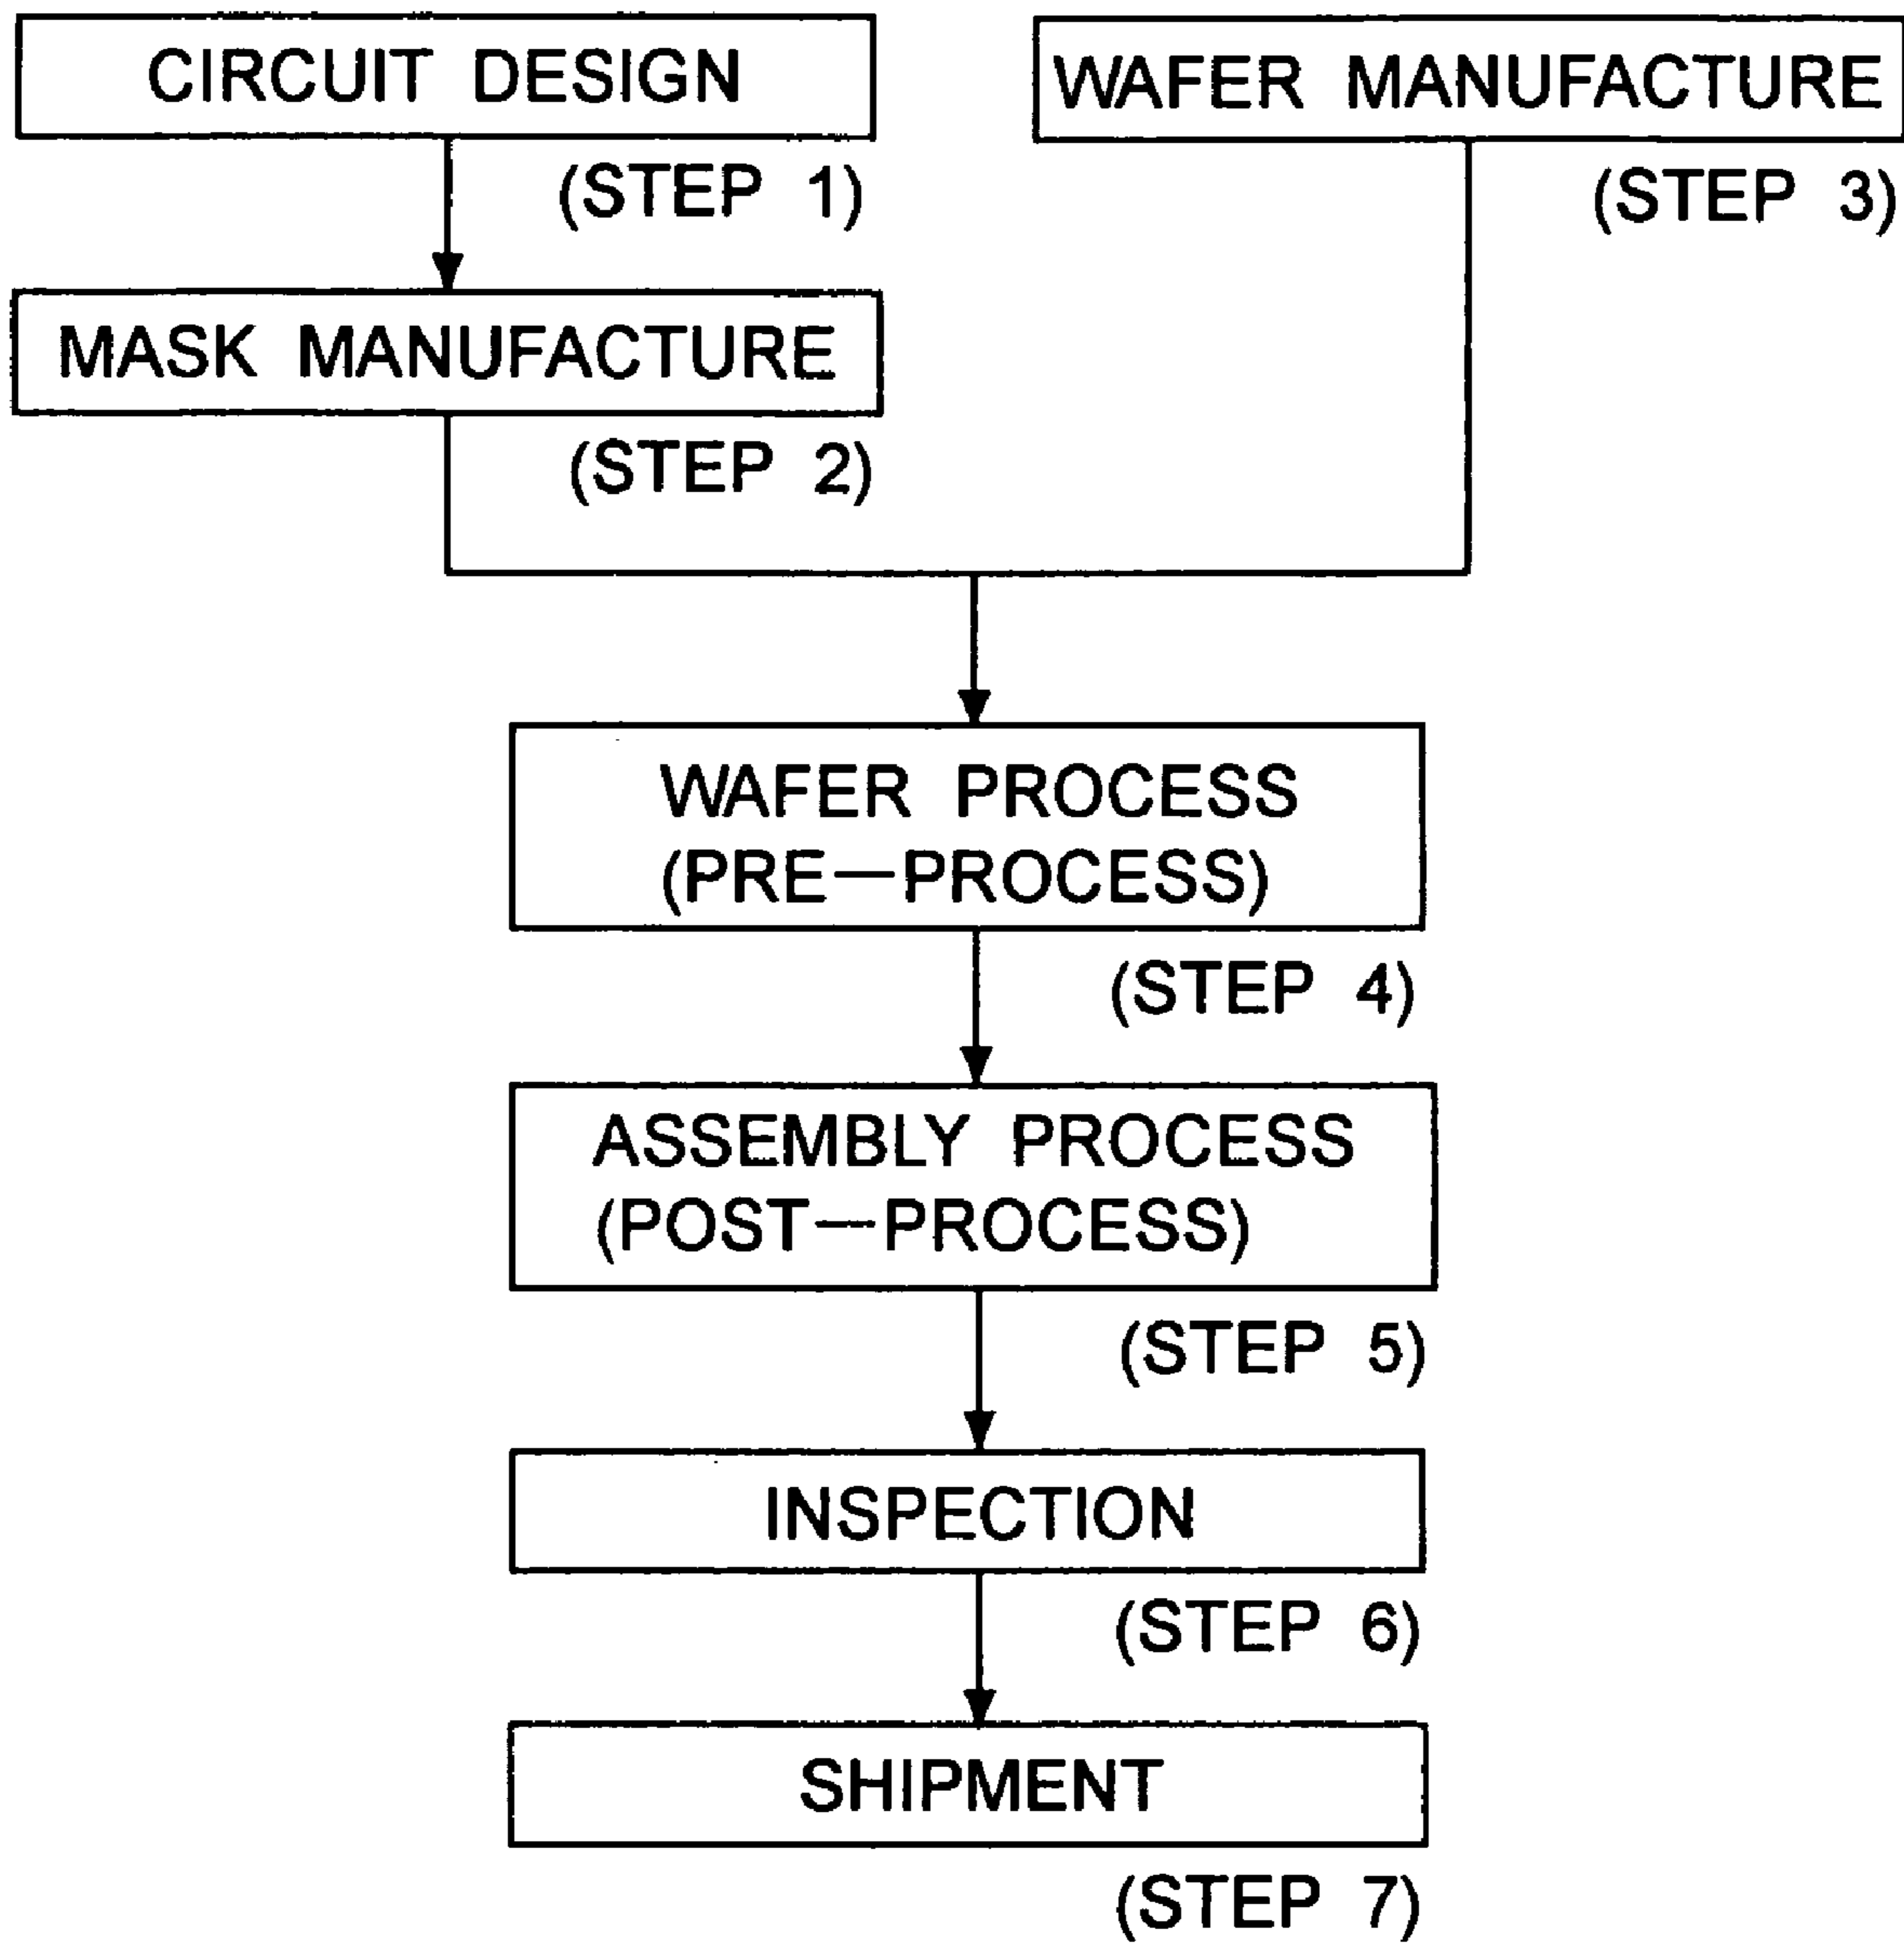 CIRCUIT DESIGN
(STEP 1)
MASK MANUFACTURE
(STEP 2)
WAFER MANUFACTURE
(STEP 3)
WAFER PROCESS
(PRE—PROCESS)
(STEP 4)
ASSEMBLY PROCESS
(POST—PROCESS)
(STEP 5)
INSPECTION
(STEP 6)
SHIPMENT
(STEP 7)